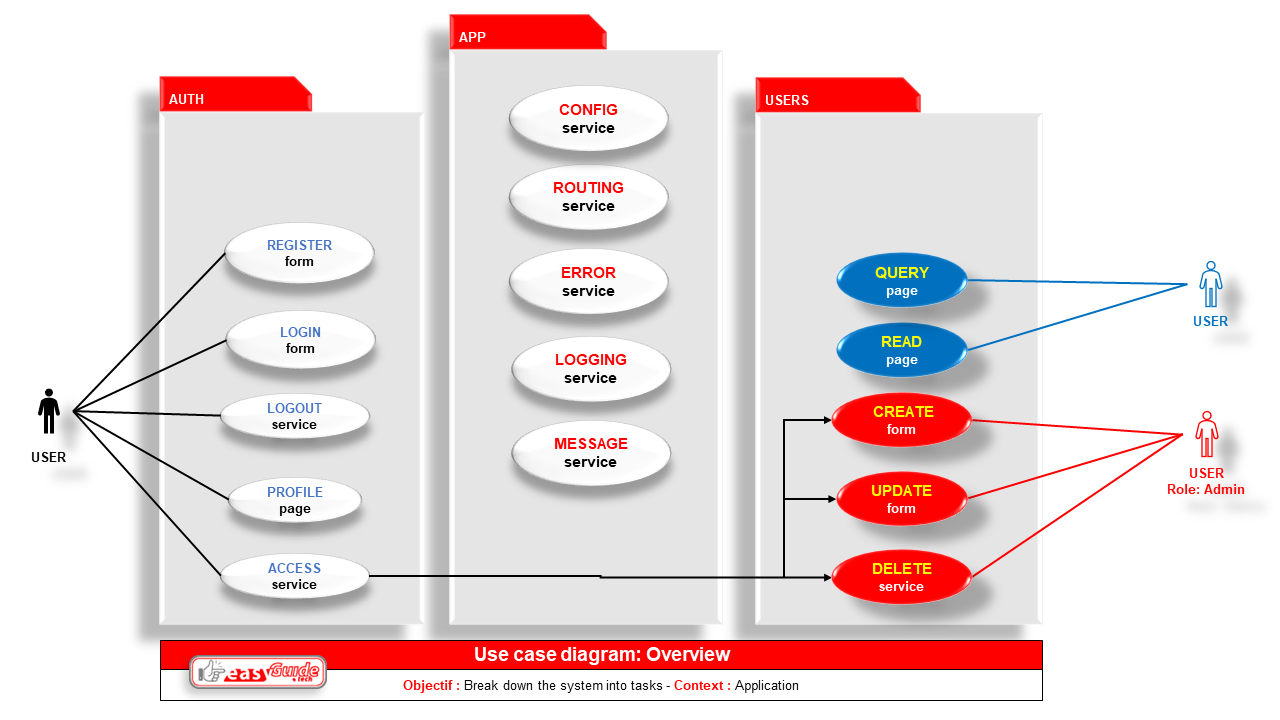 APP
AUTH
USERS
CONFIG
service
ROUTING
service
ERROR
service
LOGGING
service
MESSAGE
service
REGISTER
form
LOGIN
form
LOGOUT
service
PROFILE
page
ACCESS
service
QUERY
page
READ
page
CREATE
form
UPDATE
form
DELETE
service
USER
USER
USER
Role: Admin
Use case diagram: Overview
easyGuide
.tech
Objectif : Break down the system into tasks - Context : Application